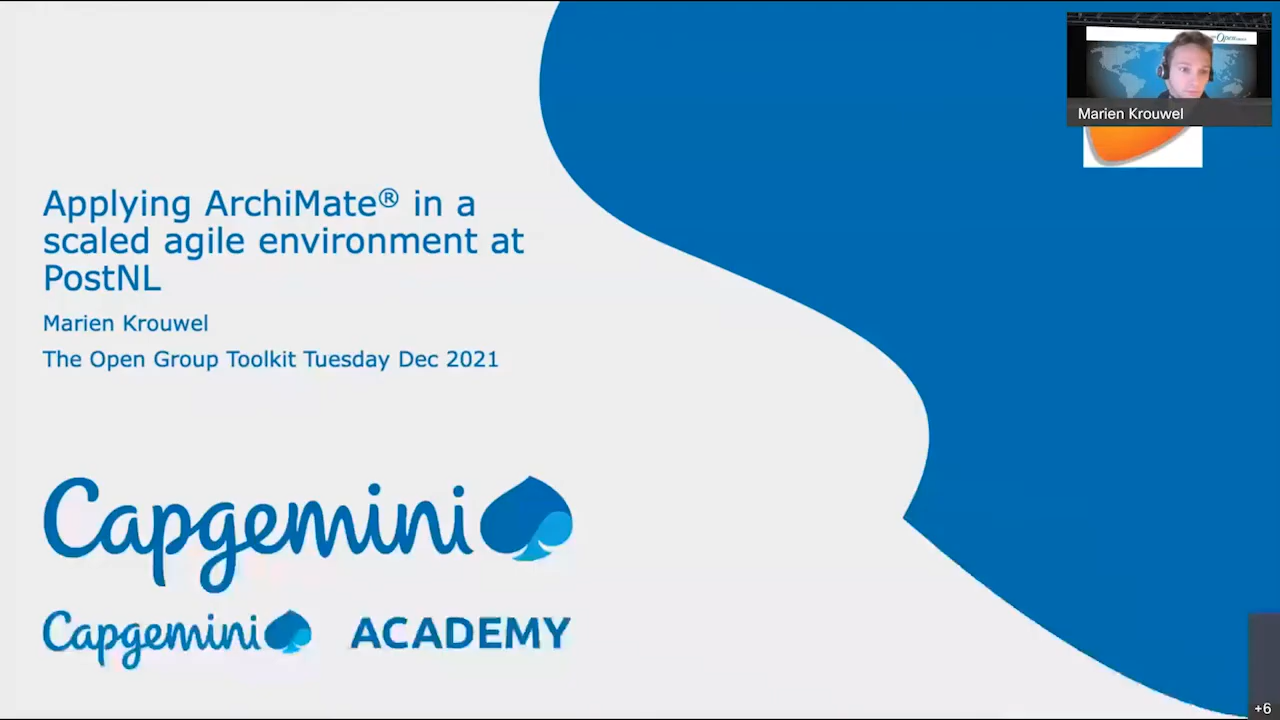 Applying ArchiMate® in a
scaled agile environment at
PostNL
Marien Krouwel
The Open Group Toolkit Tuesday Dec 2021
Capgemini
Capgemini ACADEMY
Open
Marien Krouwel
+6